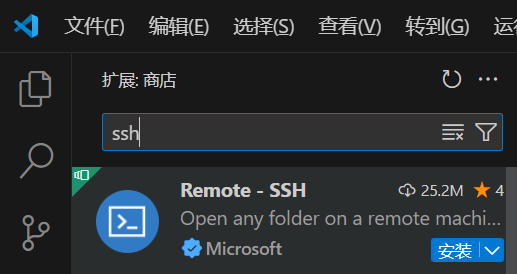 文件(F) 编辑(E) 选择(S) 查看(V) 转到(G)
扩展: 商店
ssh
Remote - SSH 25.2M 4
Open any folder on a remote machi...
Microsoft 安装